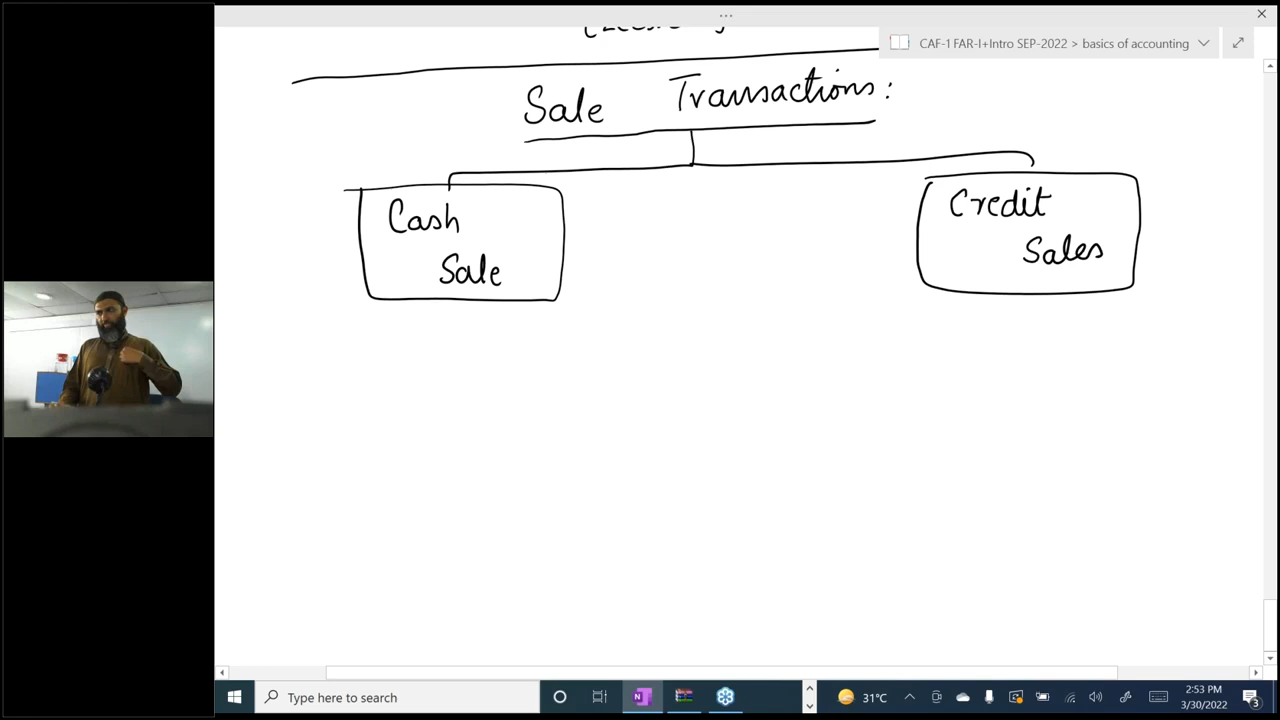 CAF-1 FAR-I+Intro SEP-2022 > basics of accounting
Sale Transactions:
Cash
Sale
Credit
Sales
Type here to search
31°C
2:53 PM
3/30/2022
3